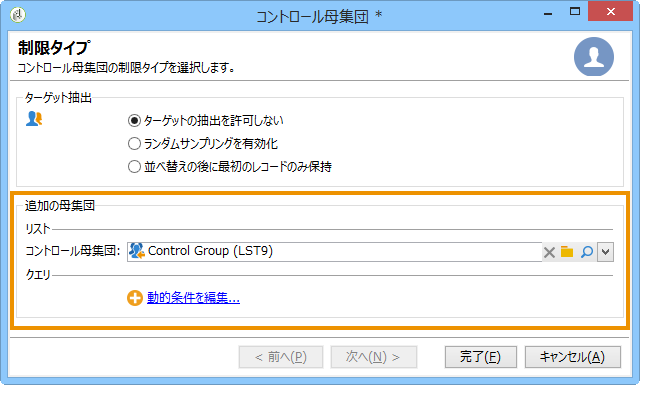 コントロール母集団 *
制限タイプ
コントロール母集団の制限タイプを選択します。
ターゲット抽出
ターゲットの抽出を許可しない
ランダムサンプリングを有効化
並べ替えの後に最初のレコードのみ保持
追加の母集団
リスト
コントロール母集団: Control Group (LST9)
クエリ
動的条件を編集...
< 前へ(P) 次へ(N) > 完了(F) キャンセル(A)